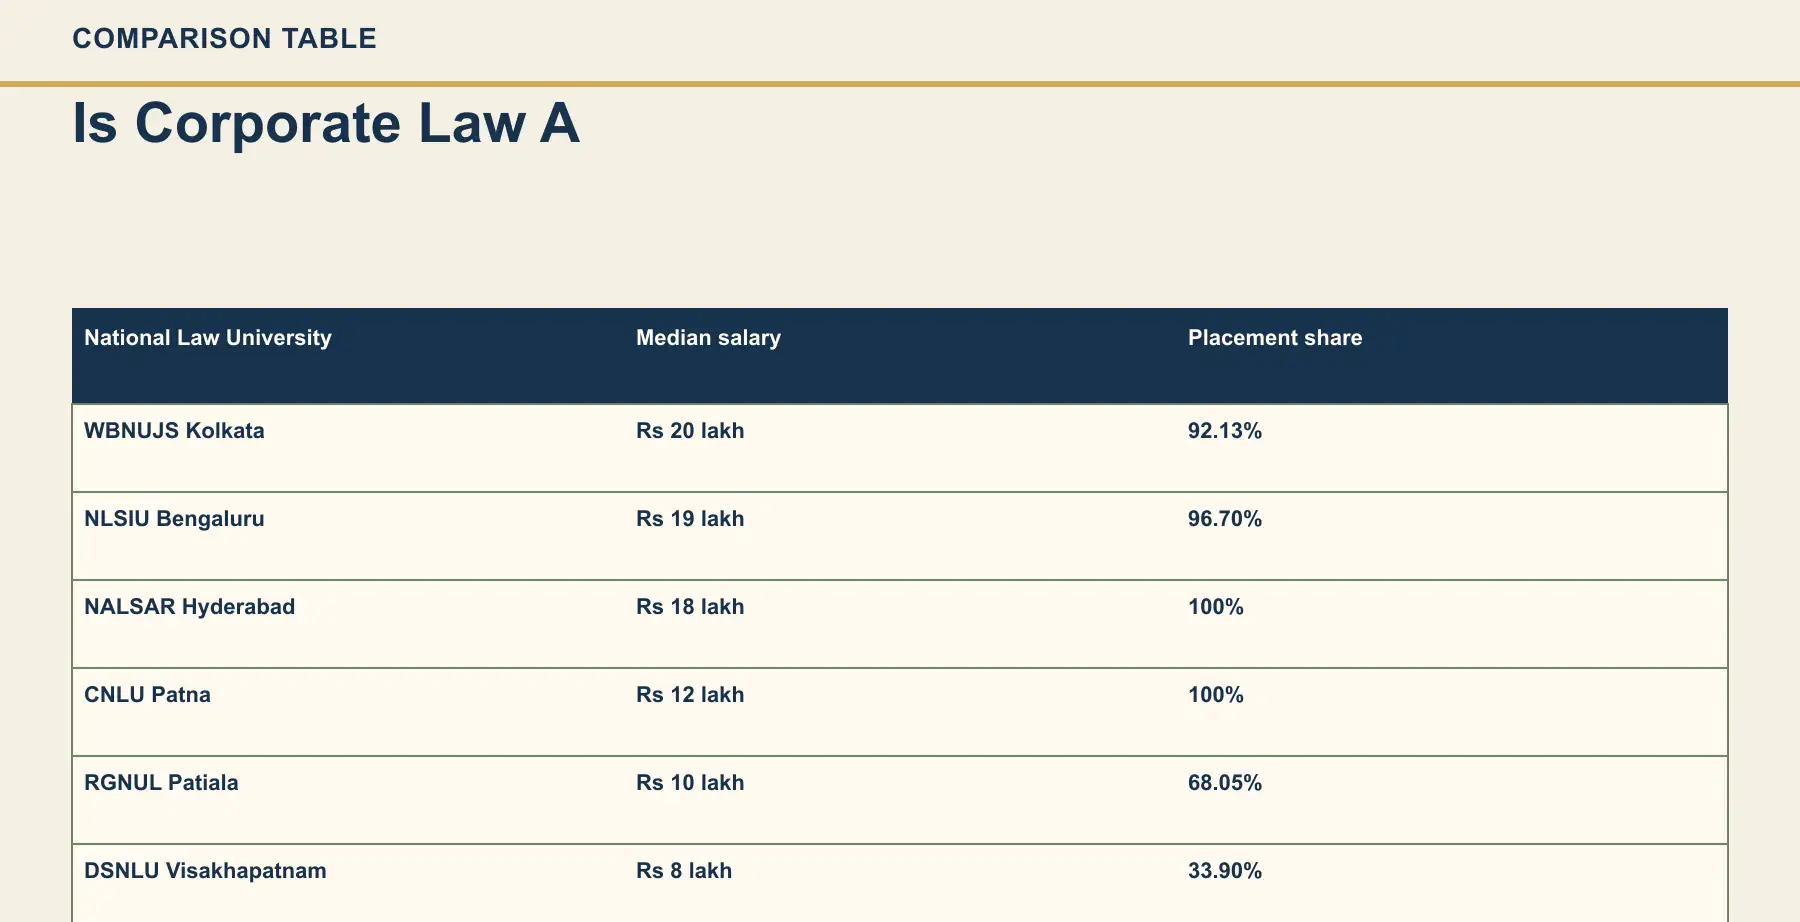 COMPARISON TABLE
Is Corporate Law A
National Law University Median salary Placement share
WBNUJS Kolkata Rs 20 lakh 92.13%
NLSIU Bengaluru Rs 19 lakh 96.70%
NALSAR Hyderabad Rs 18 lakh 100%
CNLU Patna Rs 12 lakh 100%
RGNUL Patiala Rs 10 lakh 68.05%
DSNLU Visakhapatnam Rs 8 lakh 33.90%